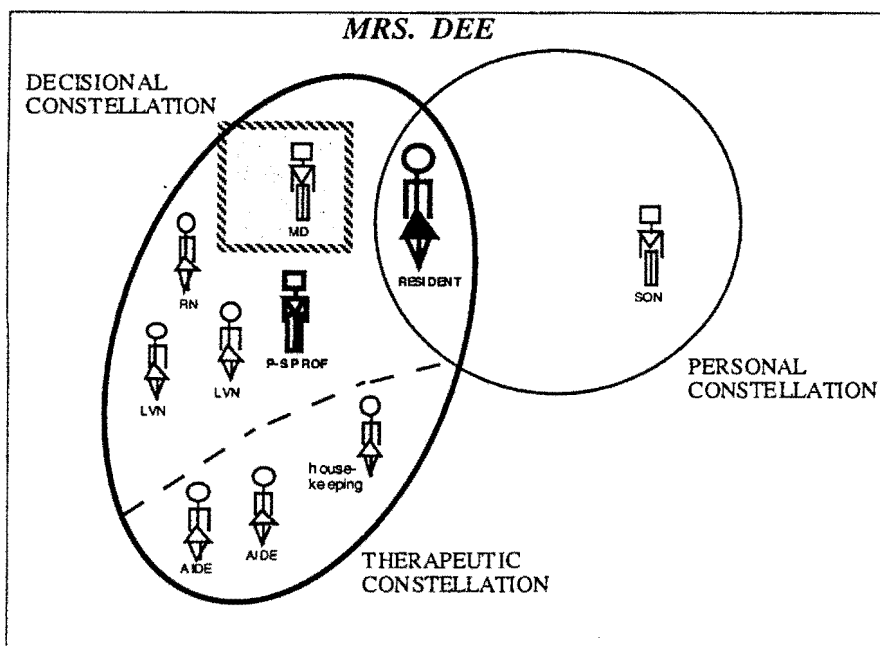 MRS. DEE
DECISIONAL
CONSTELLATION
MD
RN
RESIDENT
SON
P-S PROF
LVN
LVN
PERSONAL
CONSTELLATION
house-
keeping
AIDE
AIDE
THERAPEUTIC
CONSTELLATION